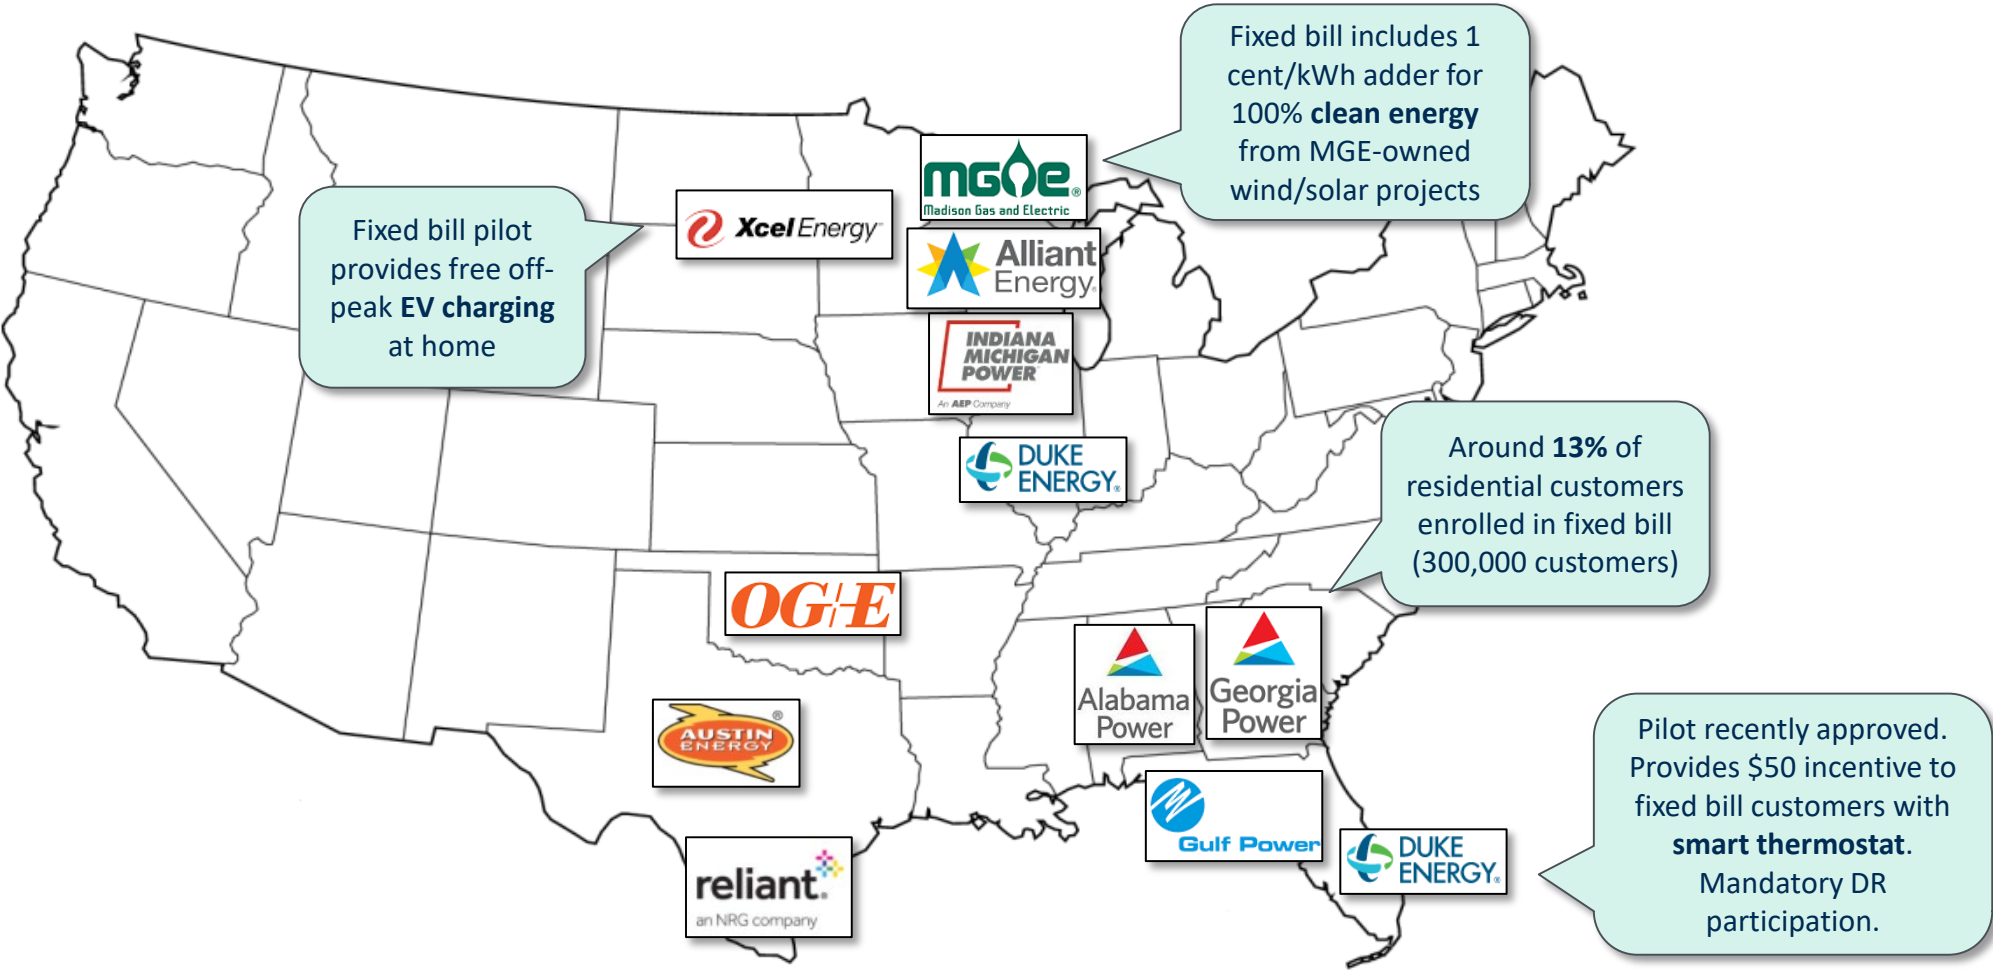 Fixed bill includes 1
cent/kWh adder for
100% clean energy
from MGE-owned
wind/solar projects
mge®
Madison Gas and Electric
Fixed bill pilot
provides free off-
peak EV charging
at home
Xcel Energy™
Alliant
Energy®
INDIANA
MICHIGAN
POWER™
An AEP Company
Around 13% of
residential customers
enrolled in fixed bill
(300,000 customers)
DUKE
ENERGY®
OG+E
Alabama
Power
Georgia
Power
AUSTIN
ENERGY
®
Pilot recently approved.
Provides $50 incentive to
fixed bill customers with
smart thermostat.
Mandatory DR
participation.
Gulf Power
DUKE
ENERGY®
reliant®
an NRG company